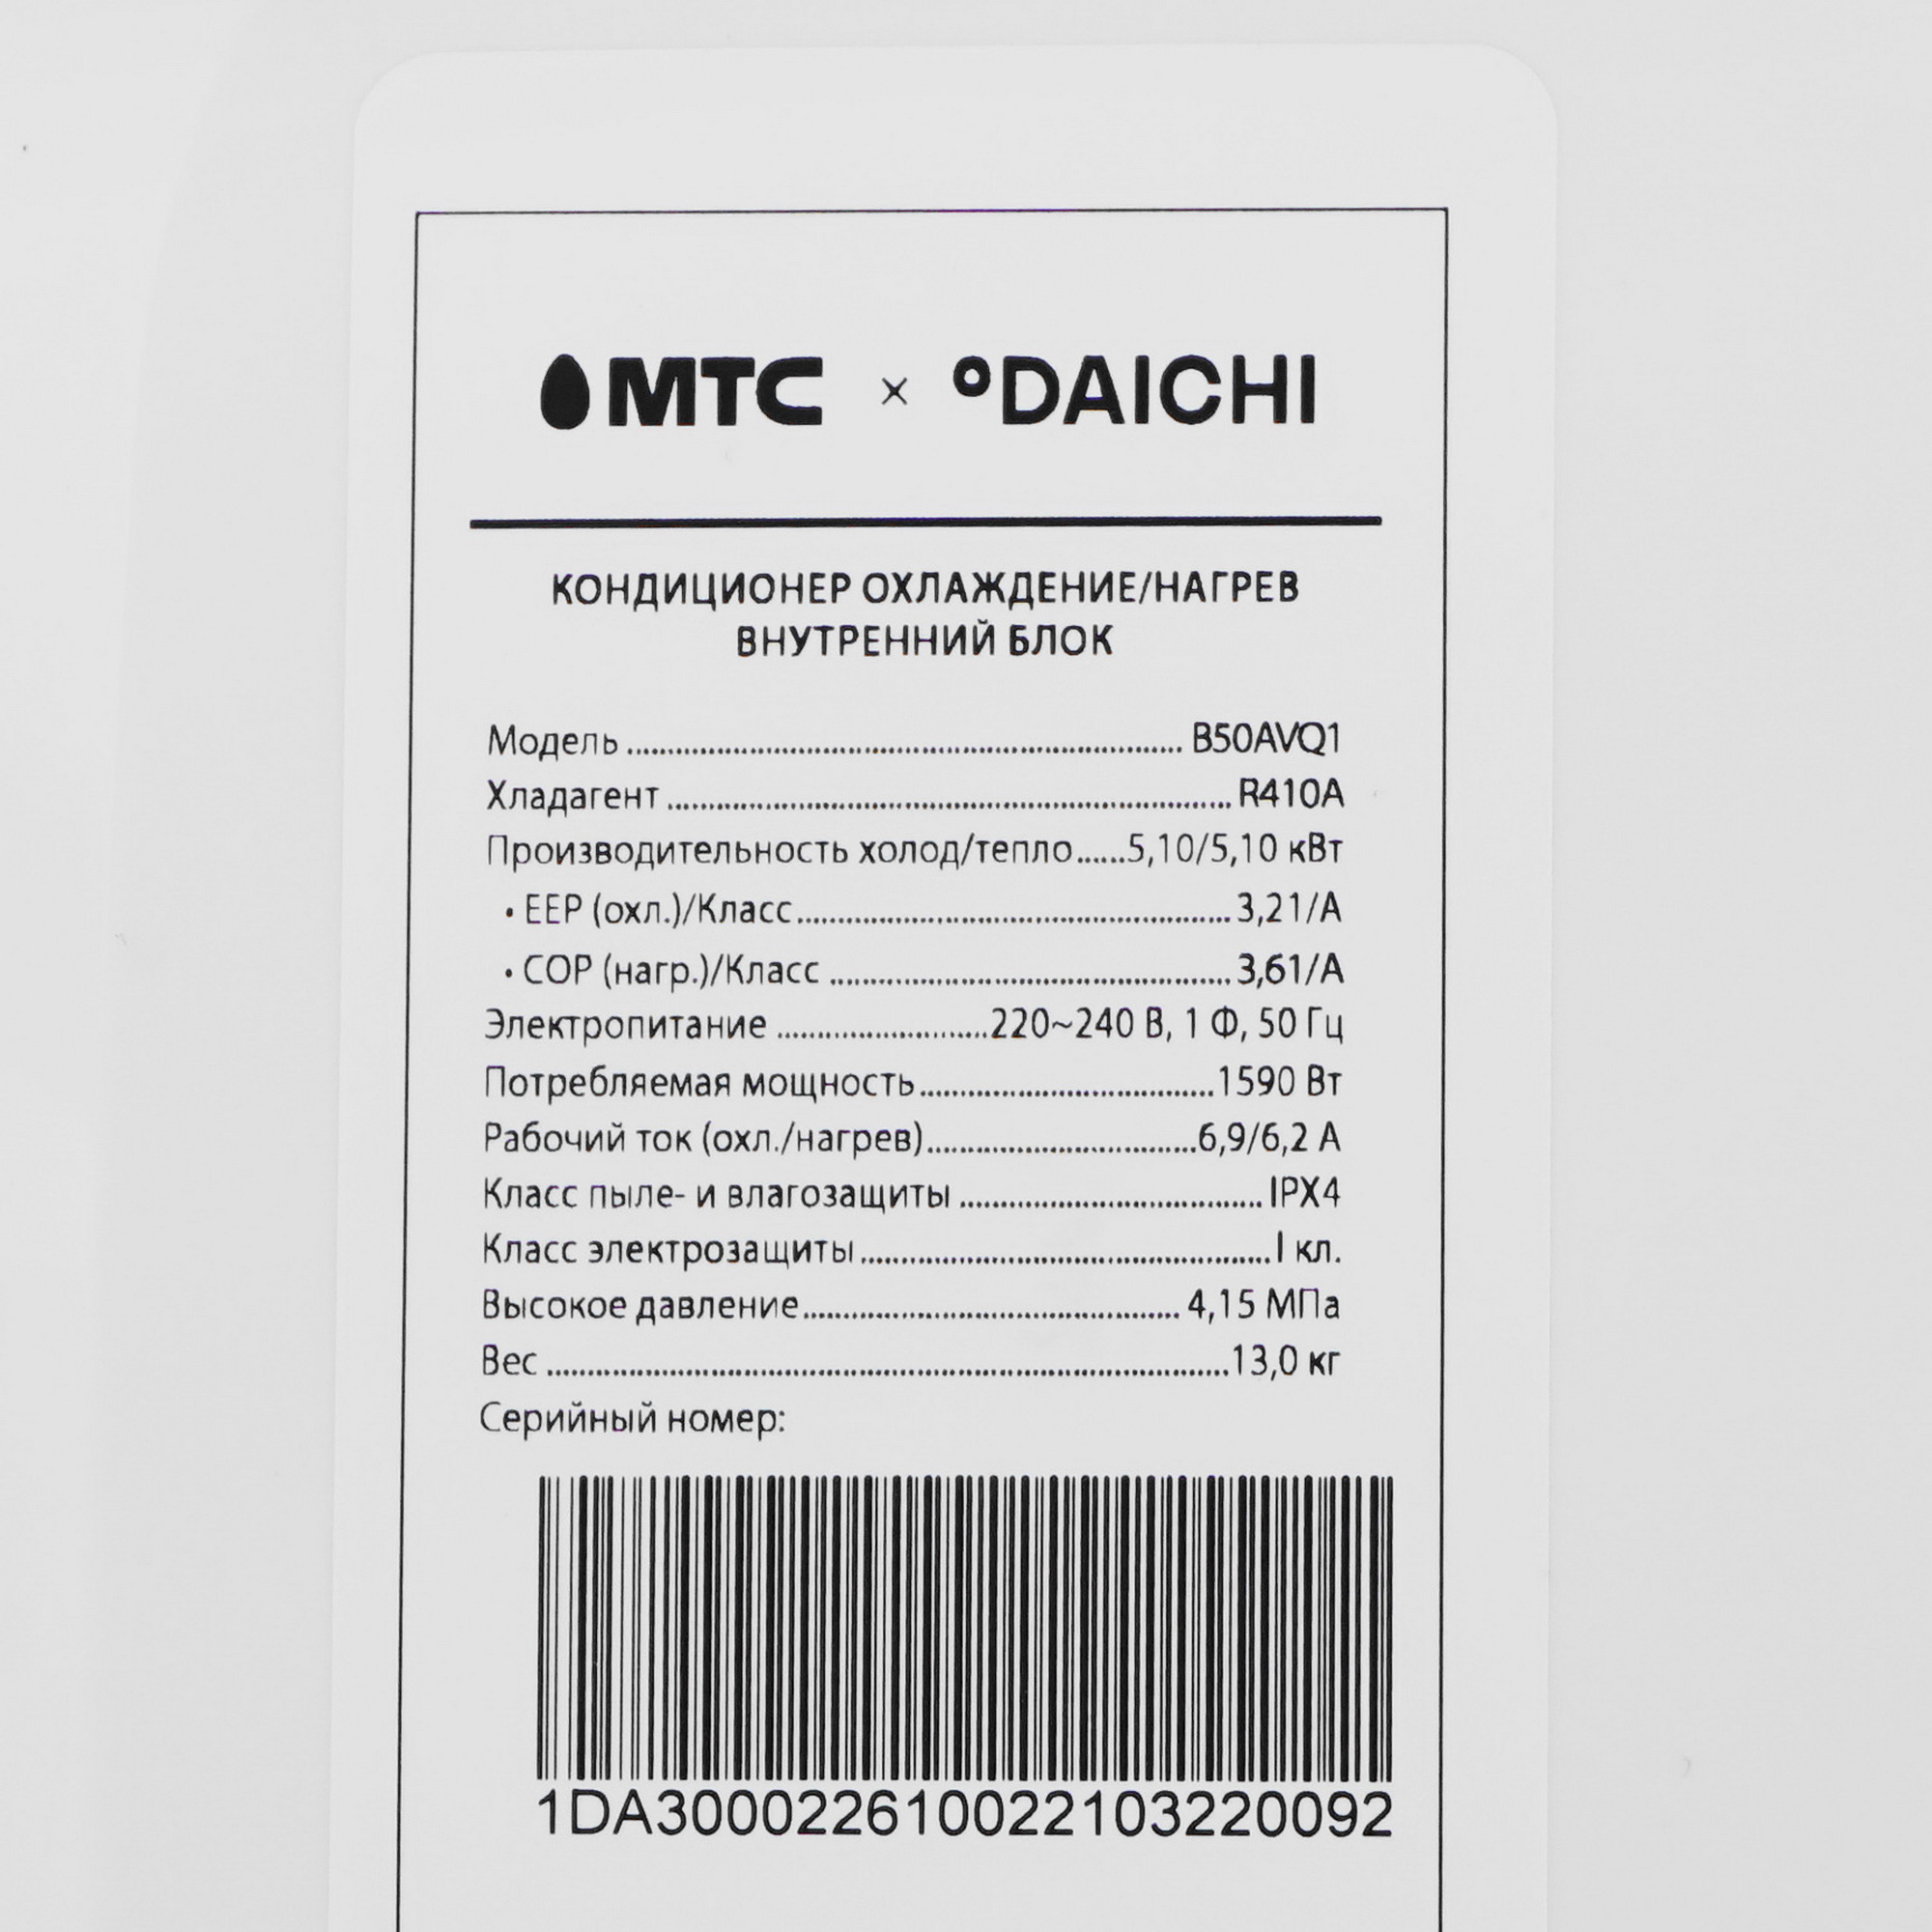 МТС × °DAICHI
КОНДИЦИОНЕР ОХЛАЖДЕНИЕ/НАГРЕВ
ВНУТРЕННИЙ БЛОК
Модель ........ B50AVQ1
Хладагент ........ R410A
Производительность холод/тепло......5,10/5,10 кВт
• EEP (охл.)/Класс........3,21/A
• COP (нагр.)/Класс ........3,61/A
Электропитание ........220~240 В, 1 Ф, 50 Гц
Потребляемая мощность........1590 Вт
Рабочий ток (охл./нагрев)........6,9/6,2 А
Класс пыле- и влагозащиты ........ IPX4
Класс электрозащиты........I кл.
Высокое давление........ 4,15 МПа
Вес ........13,0 кг
Серийный номер:
1DA300022610022103220092